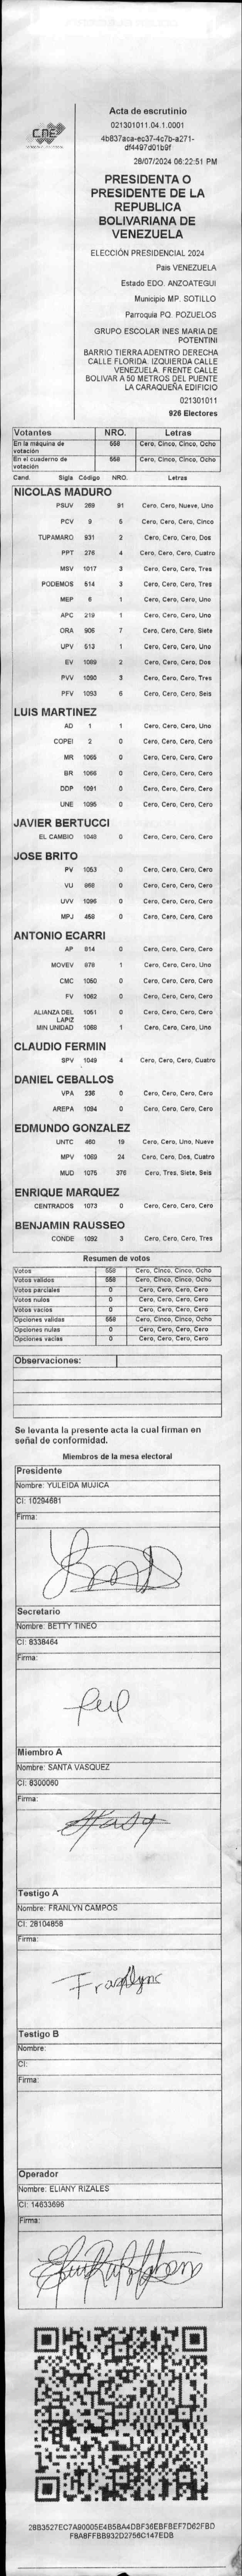 CNE
Acta de escrutinio
021301011.04.1.0001
4b837aca-ec37-4c7b-a271-
df4497d01b9f
28/07/2024 06:22:51 PM
PRESIDENTA O
PRESIDENTE DE LA
REPUBLICA
BOLIVARIANA DE
VENEZUELA
ELECCIÓN PRESIDENCIAL 2024
País VENEZUELA
Estado EDO. ANZOATEGUI
Municipio MP. SOTILLO
Parroquia PQ. POZUELOS
GRUPO ESCOLAR INES MARIA DE
POTENTINI
BARRIO TIERRA ADENTRO DERECHA
CALLE FLORIDA. IZQUIERDA CALLE
VENEZUELA. FRENTE CALLE
BOLIVAR A 50 METROS DEL PUENTE
LA CARAQUEÑA EDIFICIO
021301011
926 Electores
Votantes NRO. Letras
En la máquina de votación 558 Cero, Cinco, Cinco, Ocho
En el cuaderno de votación 558 Cero, Cinco, Cinco, Ocho
Cand. Sigla Código NRO. Letras
NICOLAS MADURO
PSUV 269 91 Cero, Cero, Nueve, Uno
PCV 9 5 Cero, Cero, Cero, Cinco
TUPAMARO 931 2 Cero, Cero, Cero, Dos
PPT 276 4 Cero, Cero, Cero, Cuatro
MSV 1017 3 Cero, Cero, Cero, Tres
PODEMOS 514 3 Cero, Cero, Cero, Tres
MEP 6 1 Cero, Cero, Cero, Uno
APC 219 1 Cero, Cero, Cero, Uno
ORA 906 7 Cero, Cero, Cero, Siete
UPV 513 1 Cero, Cero, Cero, Uno
EV 1089 2 Cero, Cero, Cero, Dos
PVV 1090 3 Cero, Cero, Cero, Tres
PFV 1093 6 Cero, Cero, Cero, Seis
LUIS MARTINEZ
AD 1 1 Cero, Cero, Cero, Uno
COPEI 2 0 Cero, Cero, Cero, Cero
MR 1065 0 Cero, Cero, Cero, Cero
BR 1066 0 Cero, Cero, Cero, Cero
DDP 1091 0 Cero, Cero, Cero, Cero
UNE 1095 0 Cero, Cero, Cero, Cero
JAVIER BERTUCCI
EL CAMBIO 1048 0 Cero, Cero, Cero, Cero
JOSE BRITO
PV 1053 0 Cero, Cero, Cero, Cero
VU 968 0 Cero, Cero, Cero, Cero
UVV 1096 0 Cero, Cero, Cero, Cero
MPJ 458 0 Cero, Cero, Cero, Cero
ANTONIO ECARRI
AP 814 0 Cero, Cero, Cero, Cero
MOVEV 978 1 Cero, Cero, Cero, Uno
CMC 1050 0 Cero, Cero, Cero, Cero
FV 1062 0 Cero, Cero, Cero, Cero
ALIANZA DEL LAPIZ 1051 0 Cero, Cero, Cero, Cero
MIN UNIDAD 1068 1 Cero, Cero, Cero, Uno
CLAUDIO FERMIN
SPV 1049 4 Cero, Cero, Cero, Cuatro
DANIEL CEBALLOS
VPA 236 0 Cero, Cero, Cero, Cero
AREPA 1094 0 Cero, Cero, Cero, Cero
EDMUNDO GONZALEZ
UNTC 460 19 Cero, Cero, Uno, Nueve
MPV 1069 24 Cero, Cero, Dos, Cuatro
MUD 1075 376 Cero, Tres, Siete, Seis
ENRIQUE MARQUEZ
CENTRADOS 1073 0 Cero, Cero, Cero, Cero
BENJAMIN RAUSSEO
CONDE 1092 3 Cero, Cero, Cero, Tres
Resumen de votos
Votos 558 Cero, Cinco, Cinco, Ocho
Votos validos 558 Cero, Cinco, Cinco, Ocho
Votos parciales 0 Cero, Cero, Cero, Cero
Votos nulos 0 Cero, Cero, Cero, Cero
Votos vacios 0 Cero, Cero, Cero, Cero
Opciones validas 558 Cero, Cinco, Cinco, Ocho
Opciones nulas 0 Cero, Cero, Cero, Cero
Opciones vacías 0 Cero, Cero, Cero, Cero
Observaciones:
Se levanta la presente acta la cual firman en
señal de conformidad.
Miembros de la mesa electoral
Presidente
Nombre: YULEIDA MUJICA
CI: 10294681
Firma:
Secretario
Nombre: BETTY TINEO
CI: 8338464
Firma:
Miembro A
Nombre: SANTA VASQUEZ
CI: 8300060
Firma:
Testigo A
Nombre: FRANLYN CAMPOS
CI: 28104858
Firma:
Testigo B
Nombre:
CI:
Firma:
Operador
Nombre: ELIANY RIZALES
CI: 14633696
Firma:
28B3527EC7A90005E4B5BA4DBF36EBFBEF7D62FBD
FBA8FFBB932D2756C147EDB